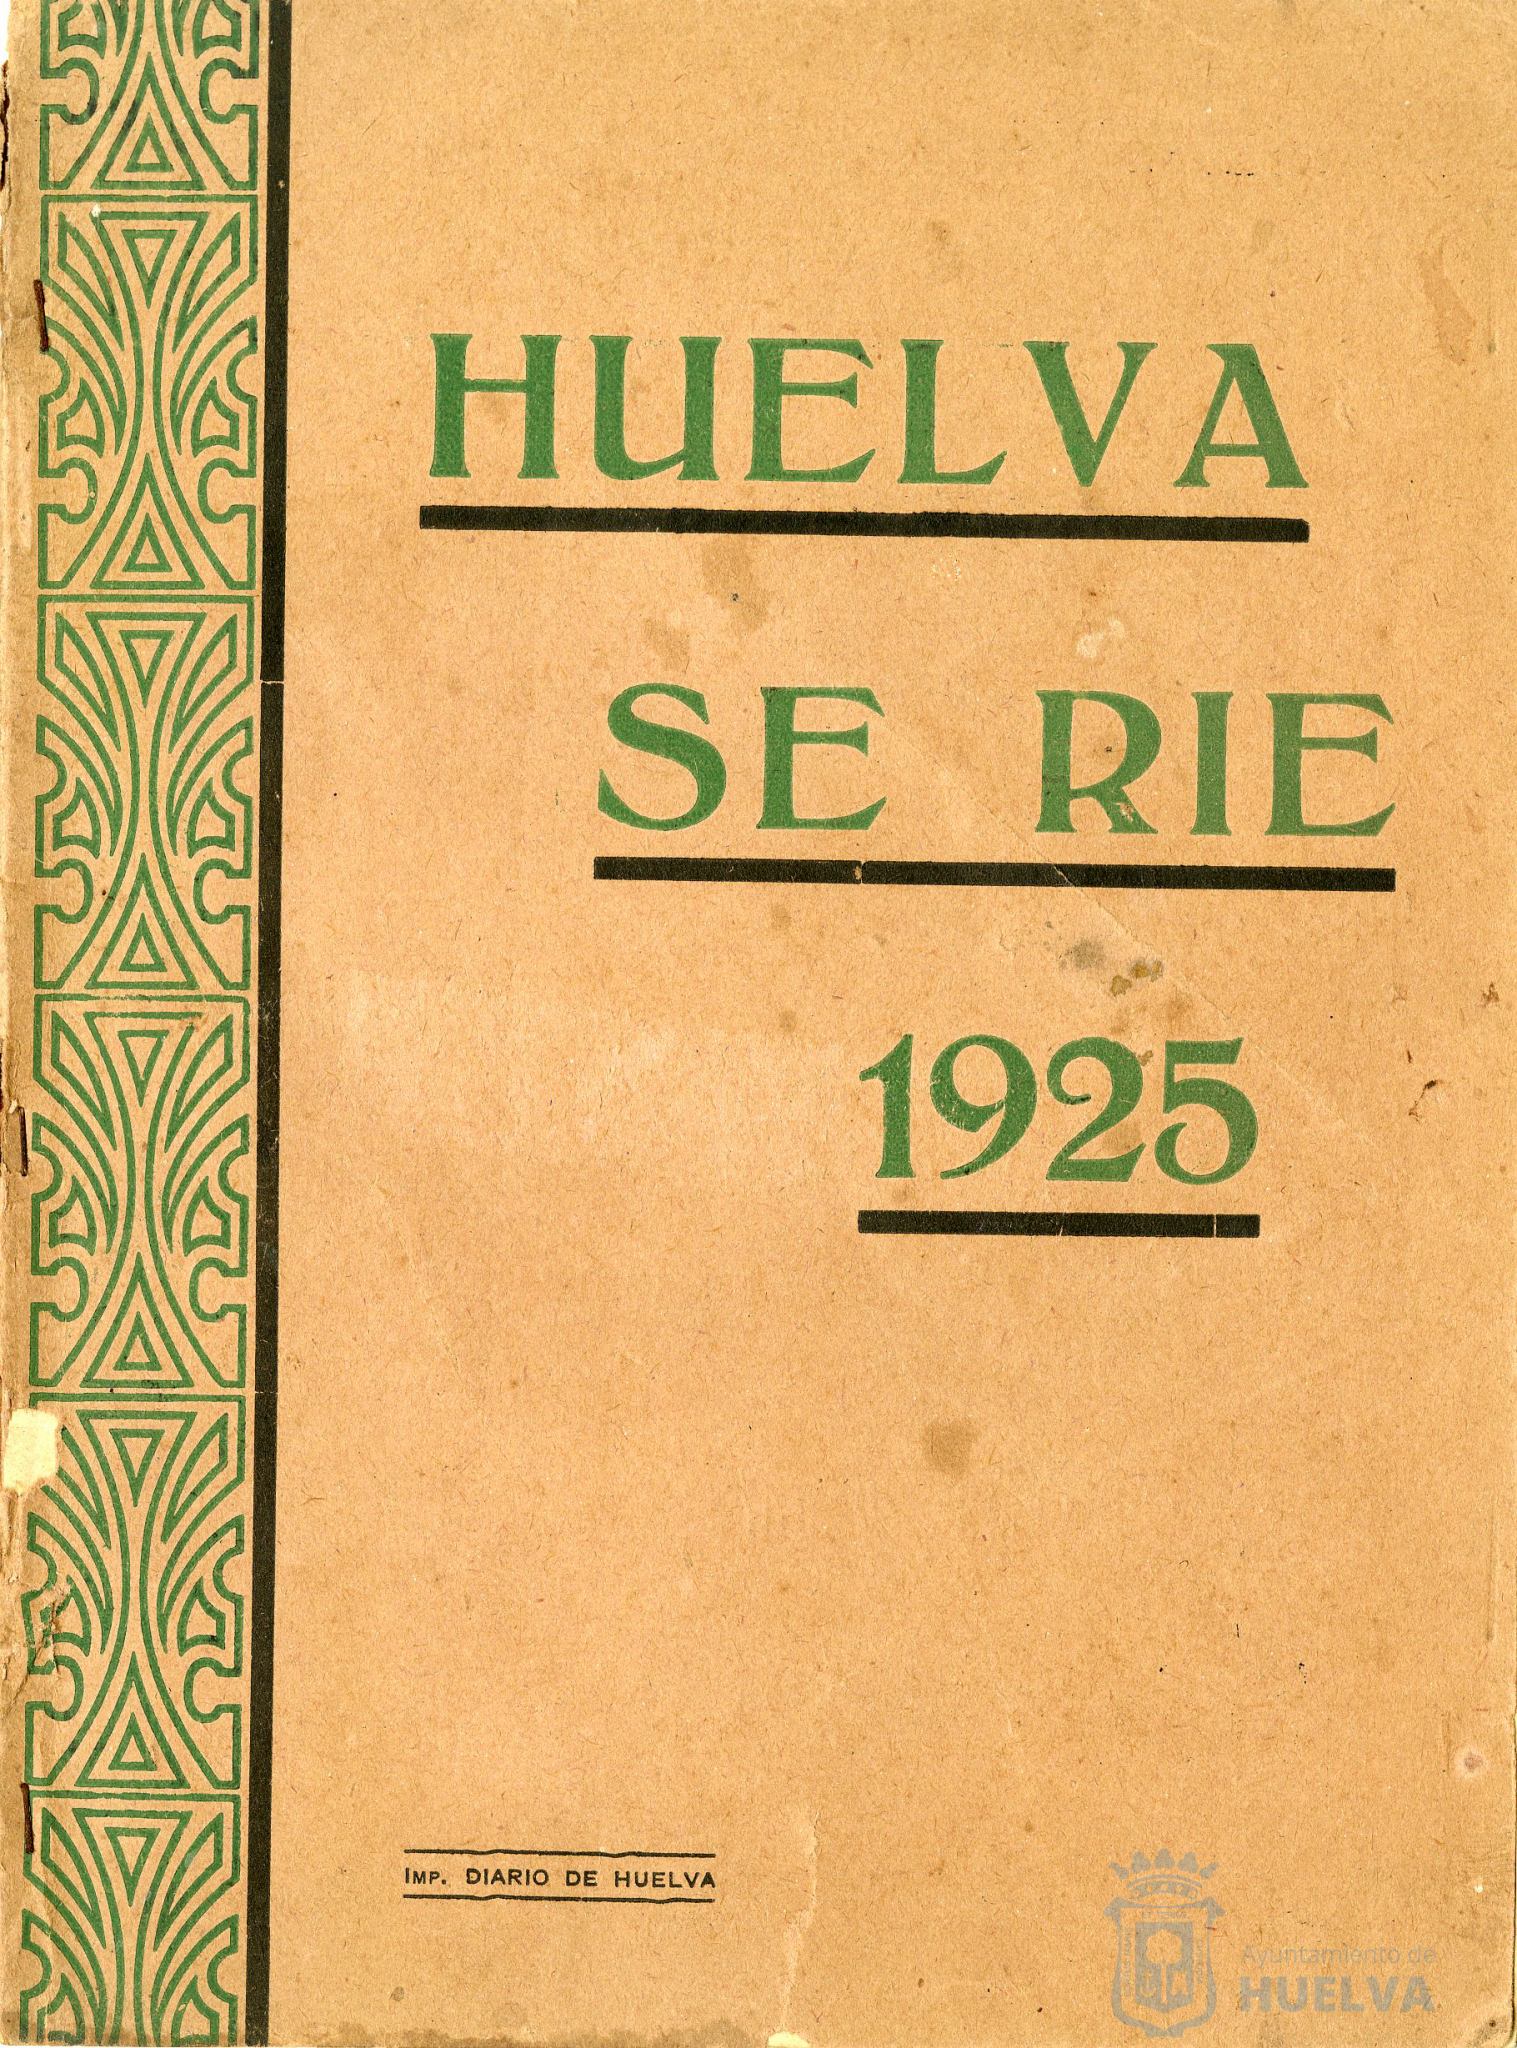 HUELVA
SE RIE
1925
IMP. DIARIO DE HUELVA
Ayuntamiento de
HUELVA